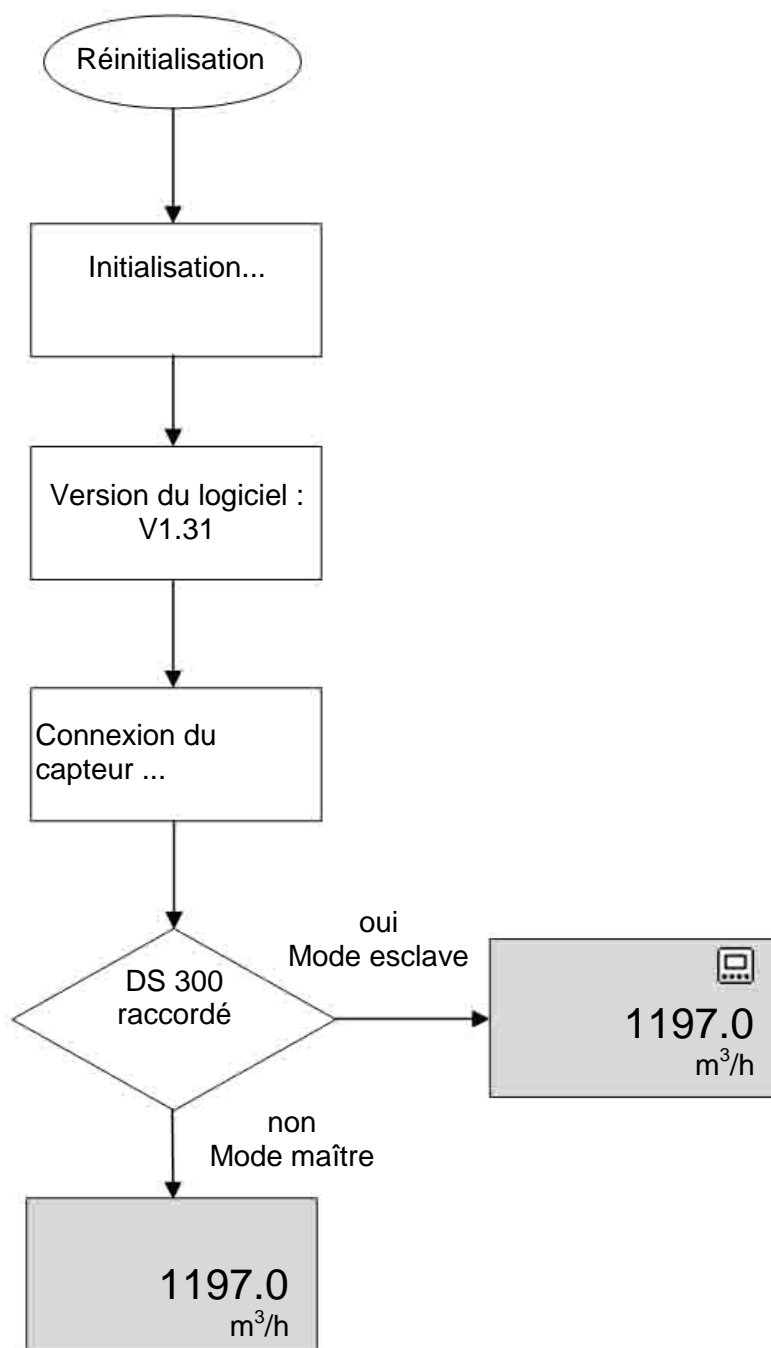 Réinitialisation
Initialisation...
Version du logiciel :
V1.31
Connexion du
capteur ...
DS 300
raccordé
oui
Mode esclave
1197.0
m³/h
non
Mode maître
1197.0
m³/h